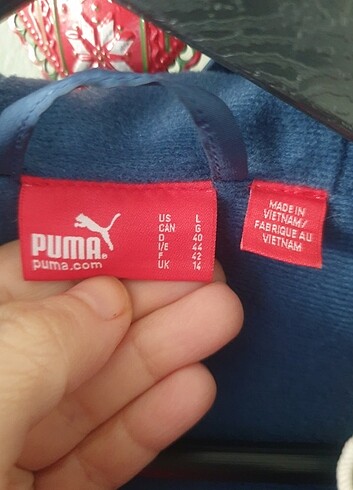 PUMA®
puma.com
US L
CAN G
D 40
I/E 44
F 42
UK 14
MADE IN
VIETNAM/
FABRIQUE AU
VIETNAM